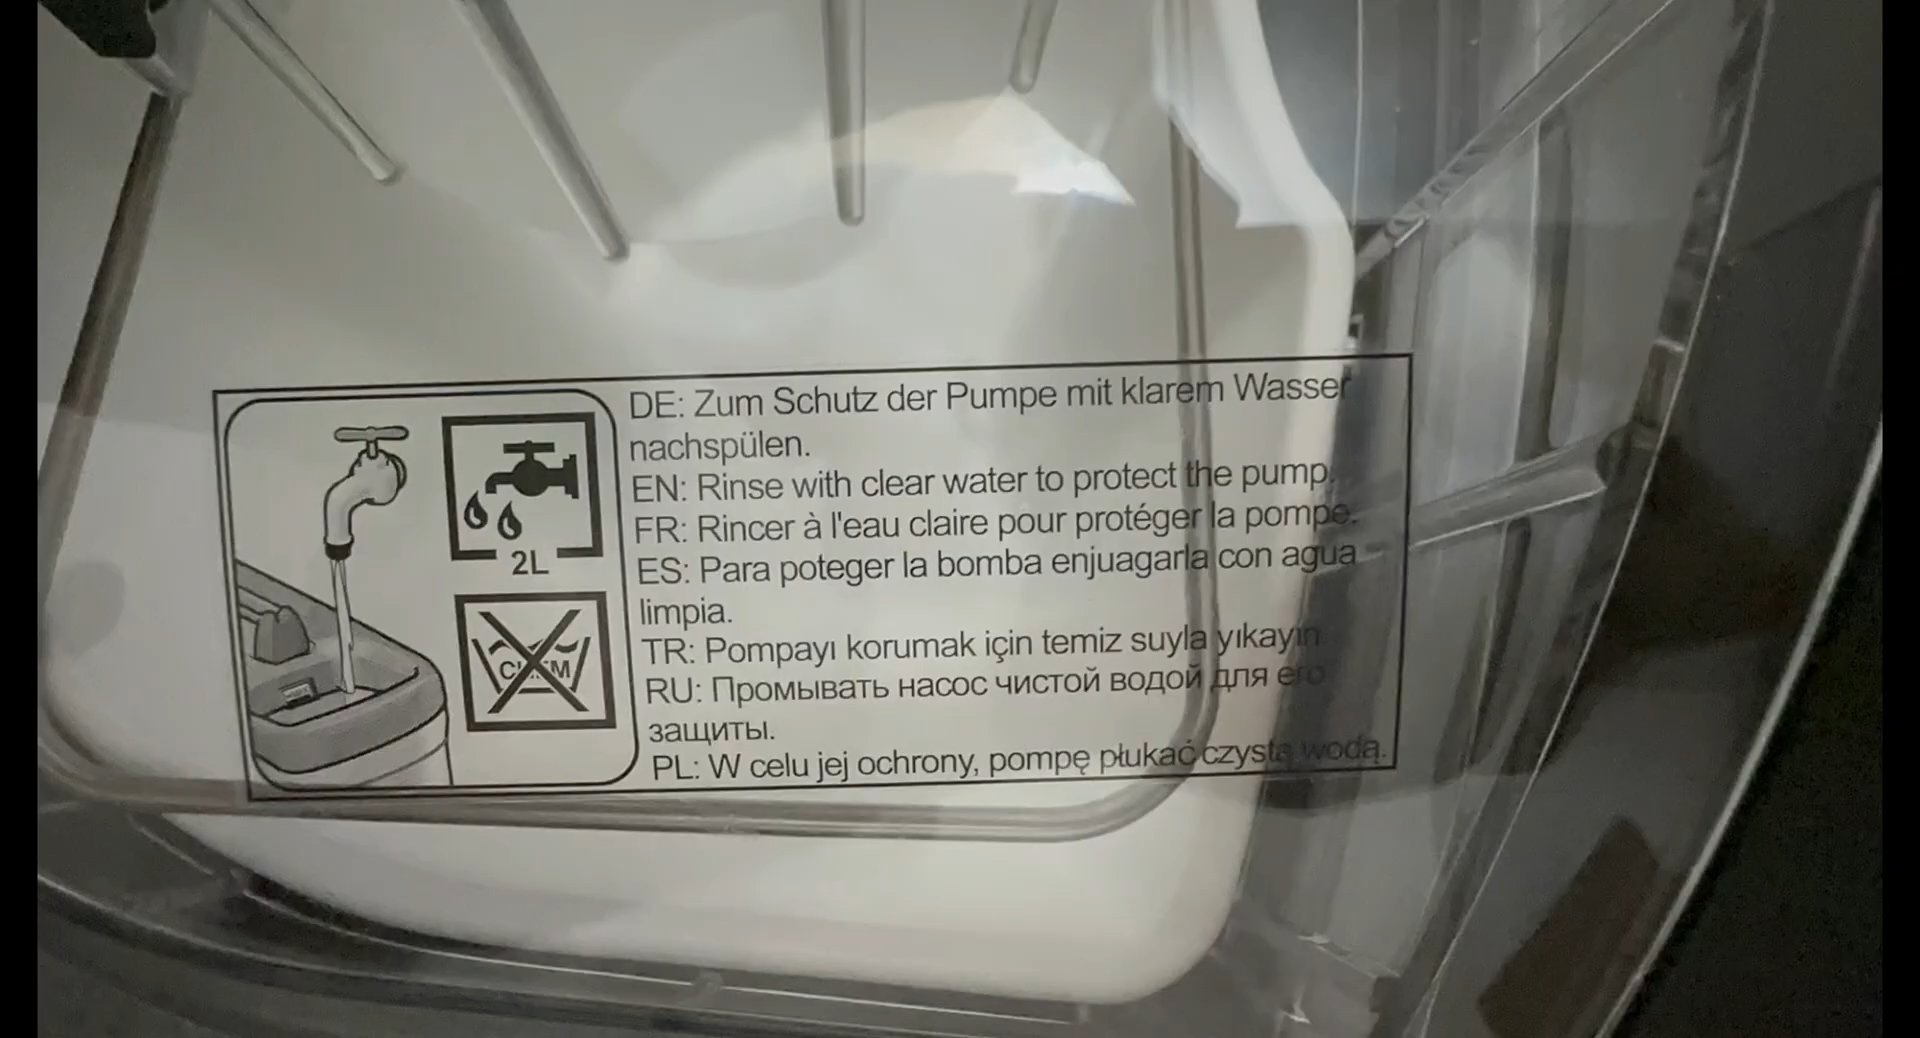 DE: Zum Schutz der Pumpe mit klarem Wasser
nachspülen.
EN: Rinse with clear water to protect the pump.
FR: Rincer à l'eau claire pour protéger la pompe.
ES: Para poteger la bomba enjuagarla con agua
limpia.
TR: Pompayı korumak için temiz suyla yıkayın
RU: Промывать насос чистой водой для его
защиты.
PL: W celu jej ochrony, pompę płukać czystą wodą.
2L